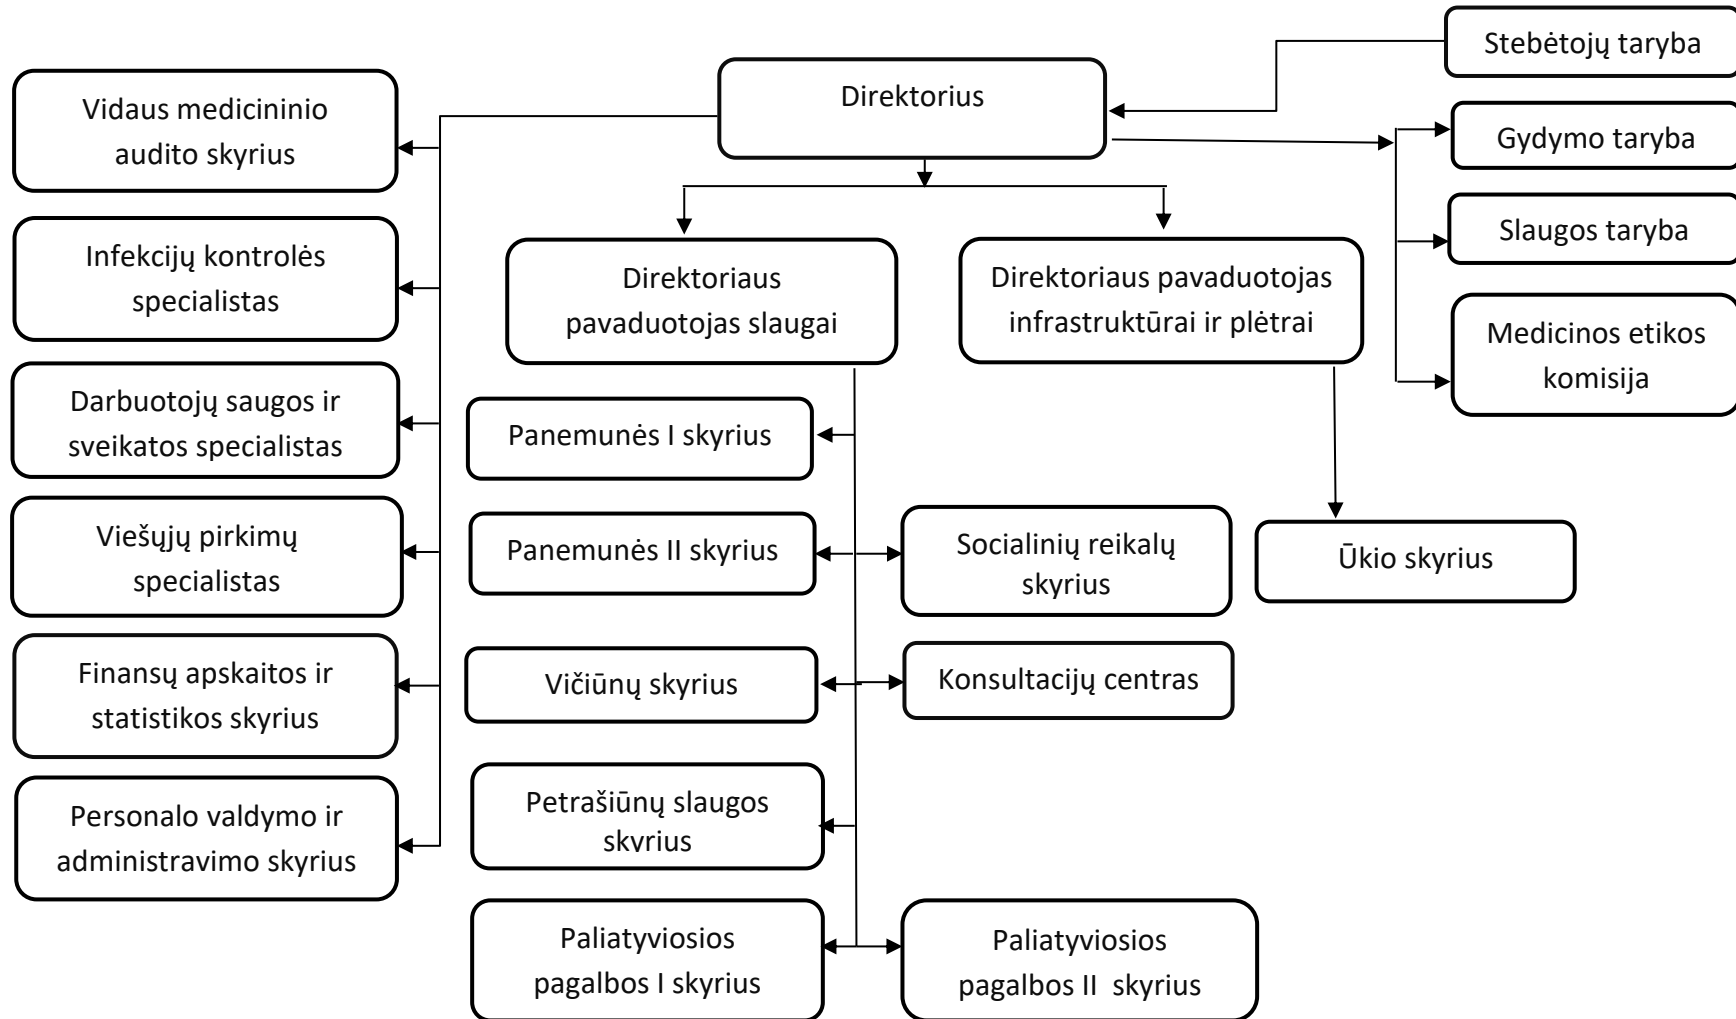 Stebėtojų taryba
Direktorius
Vidaus medicininio
audito skyrius
Gydymo taryba
Infekcijų kontrolės
specialistas
Slaugos taryba
Direktoriaus
pavaduotojas slaugai
Direktoriaus pavaduotojas
infrastruktūrai ir plėtrai
Medicinos etikos
komisija
Darbuotojų saugos ir
sveikatos specialistas
Panemunės I skyrius
Viešųjų pirkimų
specialistas
Panemunės II skyrius
Socialinių reikalų
skyrius
Ūkio skyrius
Finansų apskaitos ir
statistikos skyrius
Vičiūnų skyrius
Konsultacijų centras
Personalo valdymo ir
administravimo skyrius
Petrašiūnų slaugos
skyrius
Paliatyviosios
pagalbos I skyrius
Paliatyviosios
pagalbos II  skyrius